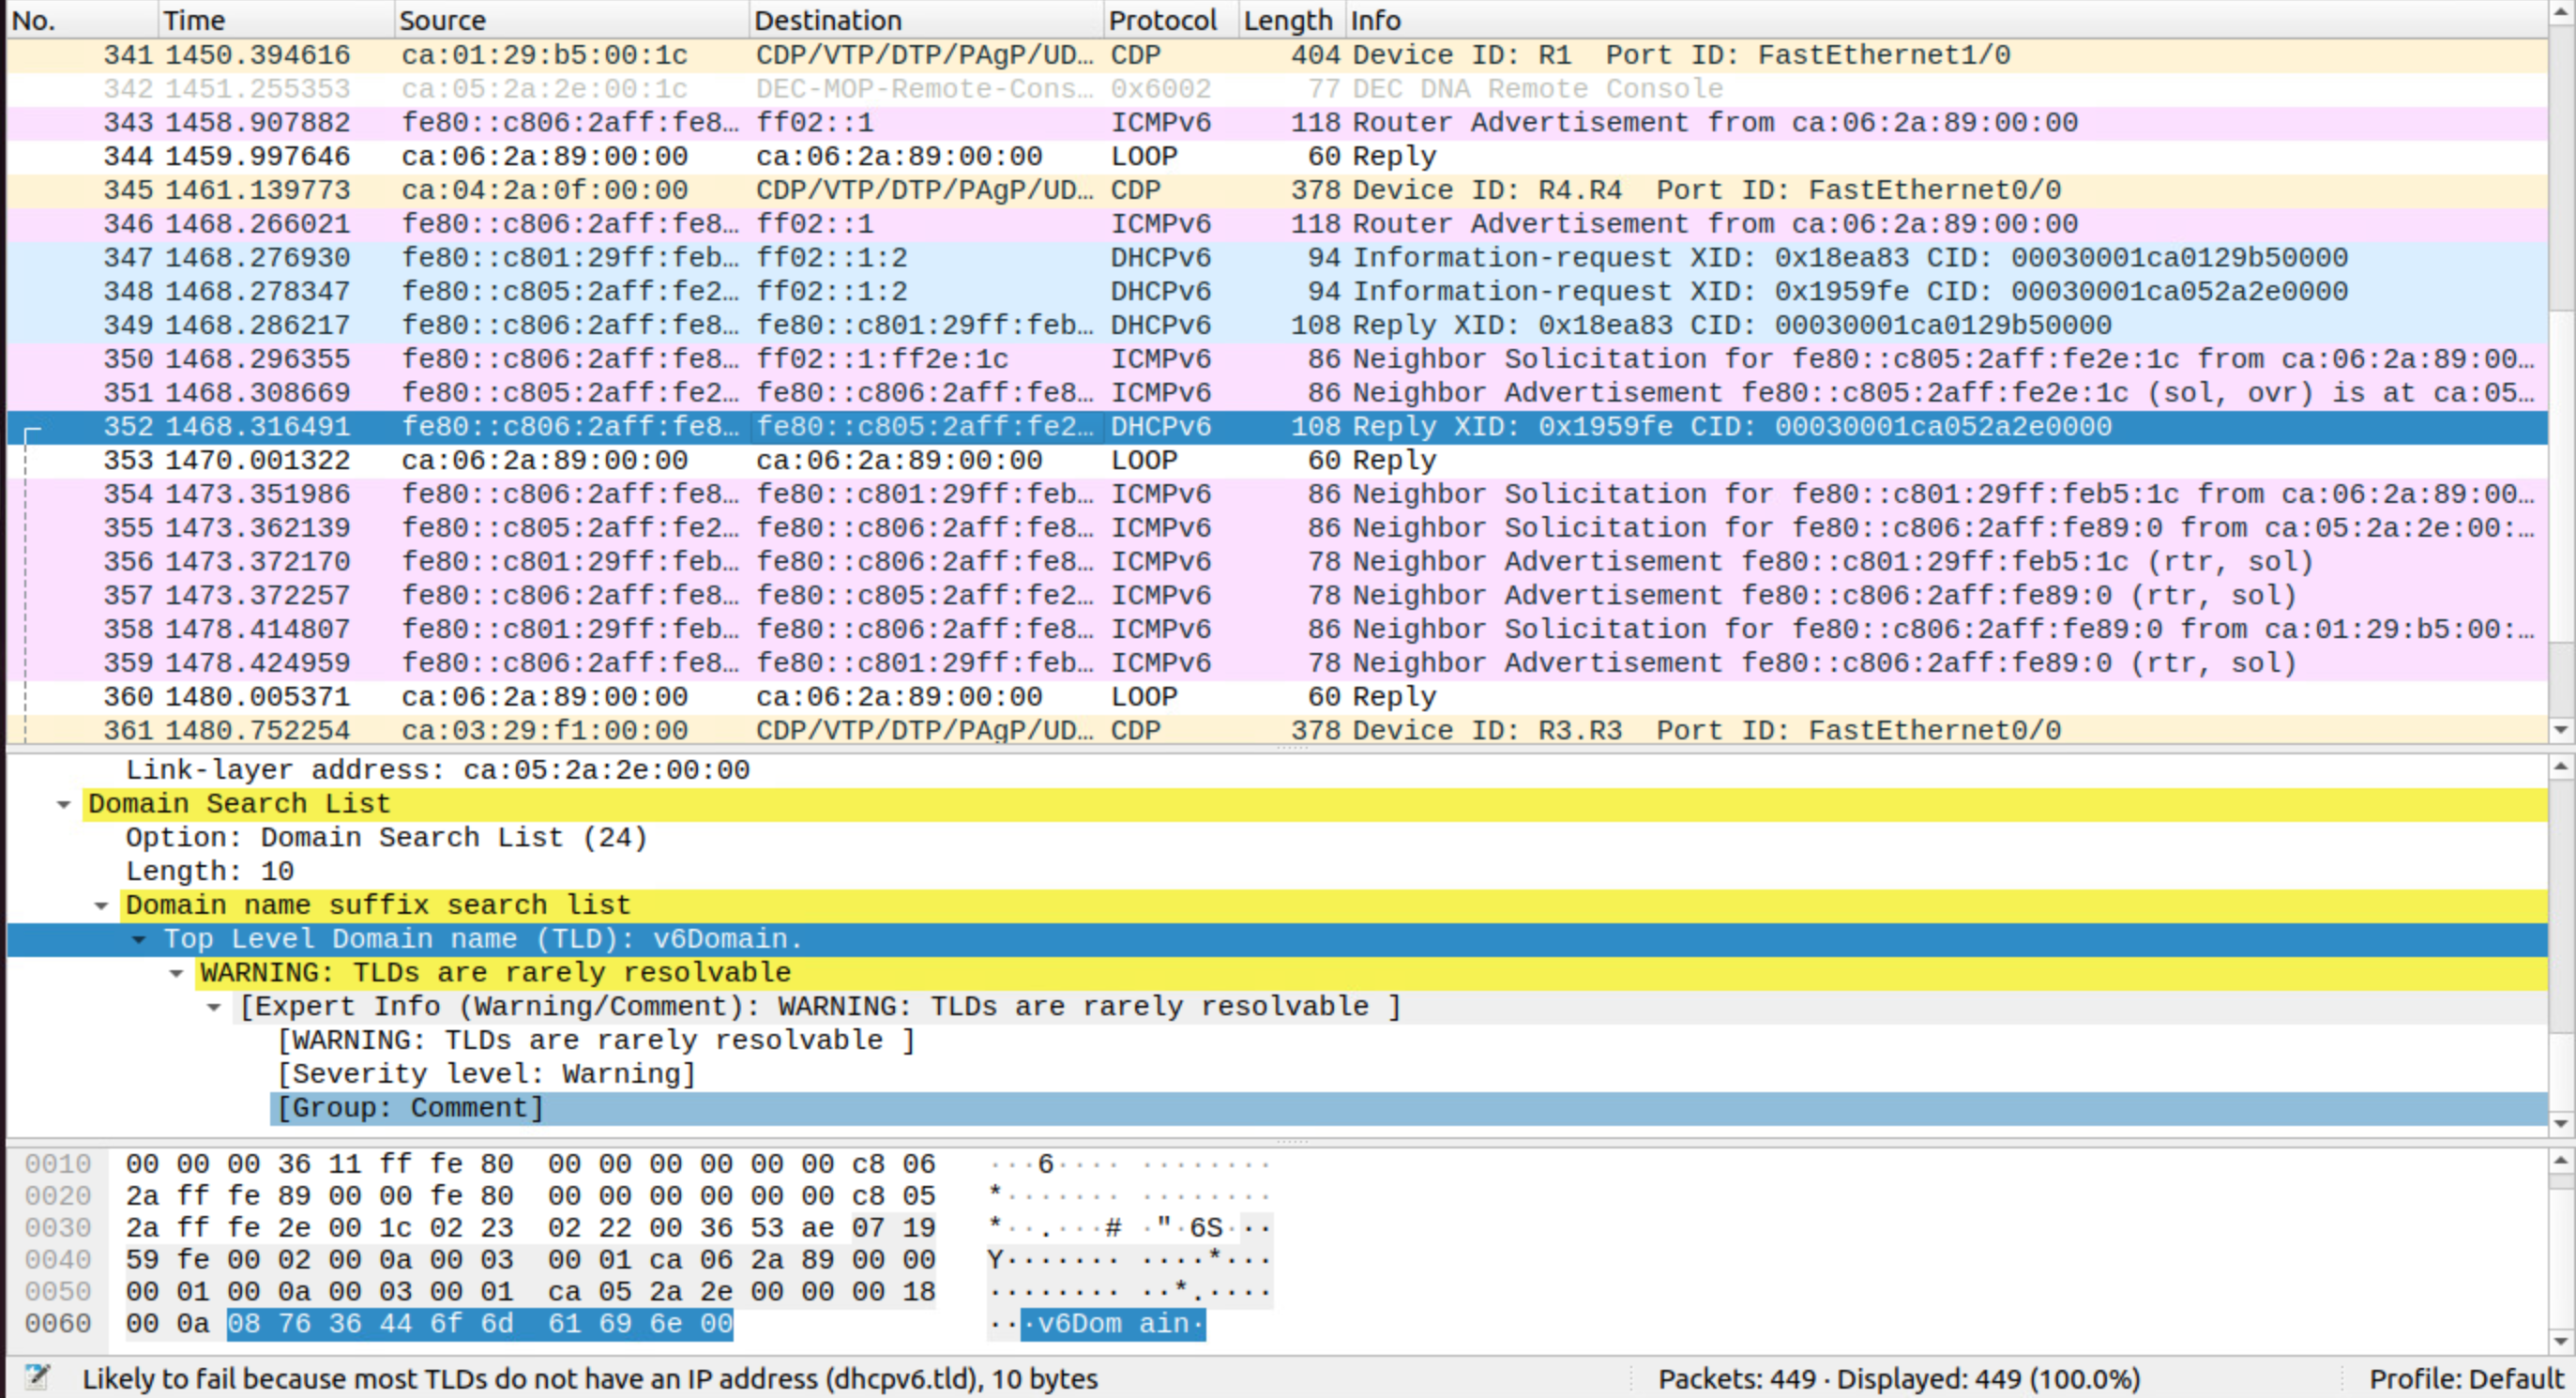 No. Time Source Destination Protocol Length Info
341 1450.394616 ca:01:29:b5:00:1c CDP/VTP/DTP/PAgP/UD… CDP 404 Device ID: R1 Port ID: FastEthernet1/0
342 1451.255353 ca:05:2a:2e:00:1c DEC-MOP-Remote-Cons… 0x6002 77 DEC DNA Remote Console
343 1458.907882 fe80::c806:2aff:fe8… ff02::1 ICMPv6 118 Router Advertisement from ca:06:2a:89:00:00
344 1459.997646 ca:06:2a:89:00:00 ca:06:2a:89:00:00 LOOP 60 Reply
345 1461.139773 ca:04:2a:0f:00:00 CDP/VTP/DTP/PAgP/UD… CDP 378 Device ID: R4.R4 Port ID: FastEthernet0/0
346 1468.266021 fe80::c806:2aff:fe8… ff02::1 ICMPv6 118 Router Advertisement from ca:06:2a:89:00:00
347 1468.276930 fe80::c801:29ff:feb… ff02::1:2 DHCPv6 94 Information-request XID: 0x18ea83 CID: 00030001ca0129b50000
348 1468.278347 fe80::c805:2aff:fe2… ff02::1:2 DHCPv6 94 Information-request XID: 0x1959fe CID: 00030001ca052a2e0000
349 1468.286217 fe80::c806:2aff:fe8… fe80::c801:29ff:feb… DHCPv6 108 Reply XID: 0x18ea83 CID: 00030001ca0129b50000
350 1468.296355 fe80::c806:2aff:fe8… ff02::1:ff2e:1c ICMPv6 86 Neighbor Solicitation for fe80::c805:2aff:fe2e:1c from ca:06:2a:89:00…
351 1468.308669 fe80::c805:2aff:fe2… fe80::c806:2aff:fe8… ICMPv6 86 Neighbor Advertisement fe80::c805:2aff:fe2e:1c (sol, ovr) is at ca:05…
352 1468.316491 fe80::c806:2aff:fe8… fe80::c805:2aff:fe2… DHCPv6 108 Reply XID: 0x1959fe CID: 00030001ca052a2e0000
353 1470.001322 ca:06:2a:89:00:00 ca:06:2a:89:00:00 LOOP 60 Reply
354 1473.351986 fe80::c806:2aff:fe8… fe80::c801:29ff:feb… ICMPv6 86 Neighbor Solicitation for fe80::c801:29ff:feb5:1c from ca:06:2a:89:00…
355 1473.362139 fe80::c805:2aff:fe2… fe80::c806:2aff:fe8… ICMPv6 86 Neighbor Solicitation for fe80::c806:2aff:fe89:0 from ca:05:2a:2e:00:…
356 1473.372170 fe80::c801:29ff:feb… fe80::c806:2aff:fe8… ICMPv6 78 Neighbor Advertisement fe80::c801:29ff:feb5:1c (rtr, sol)
357 1473.372257 fe80::c806:2aff:fe8… fe80::c805:2aff:fe2… ICMPv6 78 Neighbor Advertisement fe80::c806:2aff:fe89:0 (rtr, sol)
358 1478.414807 fe80::c801:29ff:feb… fe80::c806:2aff:fe8… ICMPv6 86 Neighbor Solicitation for fe80::c806:2aff:fe89:0 from ca:01:29:b5:00:…
359 1478.424959 fe80::c806:2aff:fe8… fe80::c801:29ff:feb… ICMPv6 78 Neighbor Advertisement fe80::c806:2aff:fe89:0 (rtr, sol)
360 1480.005371 ca:06:2a:89:00:00 ca:06:2a:89:00:00 LOOP 60 Reply
361 1480.752254 ca:03:29:f1:00:00 CDP/VTP/DTP/PAgP/UD… CDP 378 Device ID: R3.R3 Port ID: FastEthernet0/0
Link-layer address: ca:05:2a:2e:00:00
Domain Search List
Option: Domain Search List (24)
Length: 10
Domain name suffix search list
Top Level Domain name (TLD): v6Domain.
WARNING: TLDs are rarely resolvable
[Expert Info (Warning/Comment): WARNING: TLDs are rarely resolvable ]
[WARNING: TLDs are rarely resolvable ]
[Severity level: Warning]
[Group: Comment]
0010 00 00 00 36 11 ff fe 80 00 00 00 00 00 00 c8 06 ···6···· ········
0020 2a ff fe 89 00 00 fe 80 00 00 00 00 00 00 c8 05 *······· ········
0030 2a ff fe 2e 00 1c 02 23 02 22 00 36 53 ae 07 19 *··.···# ·"·6S···
0040 59 fe 00 02 00 0a 00 03 00 01 ca 06 2a 89 00 00 Y······· ····*···
0050 00 01 00 0a 00 03 00 01 ca 05 2a 2e 00 00 00 18 ········ ··*.····
0060 00 0a 08 76 36 44 6f 6d 61 69 6e 00 ···v6Dom ain·
Likely to fail because most TLDs do not have an IP address (dhcpv6.tld), 10 bytes Packets: 449 · Displayed: 449 (100.0%) Profile: Default